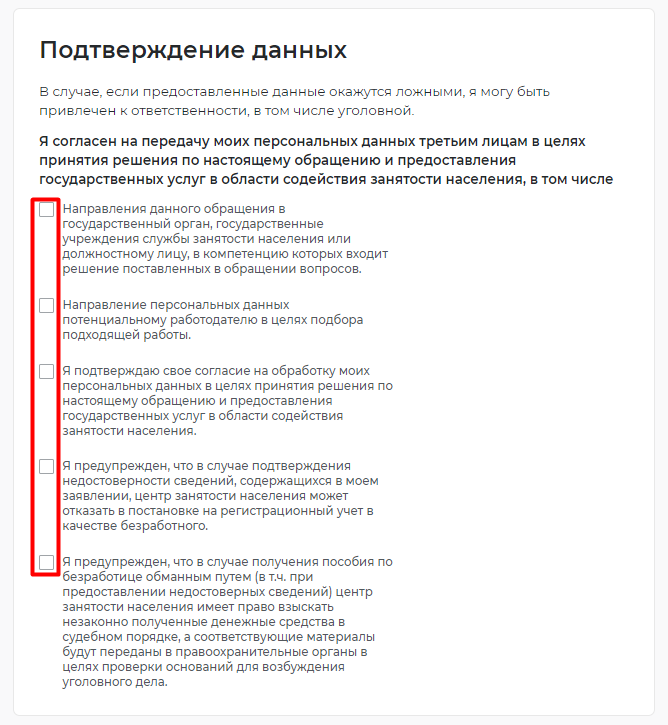 Подтверждение данных
В случае, если предоставленные данные окажутся ложными, я могу быть
привлечен к ответственности, в том числе уголовной.
Я согласен на передачу моих персональных данных третьим лицам в целях
принятия решения по настоящему обращению и предоставления
государственных услуг в области содействия занятости населения, в том числе
Направления данного обращения в
государственный орган, государственные
учреждения службы занятости населения или
должностному лицу, в компетенцию которых входит
решение поставленных в обращении вопросов.
Направление персональных данных
потенциальному работодателю в целях подбора
подходящей работы.
Я подтверждаю свое согласие на обработку моих
персональных данных в целях принятия решения по
настоящему обращению и предоставления
государственных услуг в области содействия
занятости населения.
Я предупрежден, что в случае подтверждения
недостоверности сведений, содержащихся в моем
заявлении, центр занятости населения может
отказать в постановке на регистрационный учет в
качестве безработного.
Я предупрежден, что в случае получения пособия по
безработице обманным путем (в т.ч. при
предоставлении недостоверных сведений) центр
занятости населения имеет право взыскать
незаконно полученные денежные средства в
судебном порядке, а соответствующие материалы
будут переданы в правоохранительные органы в
целях проверки оснований для возбуждения
уголовного дела.